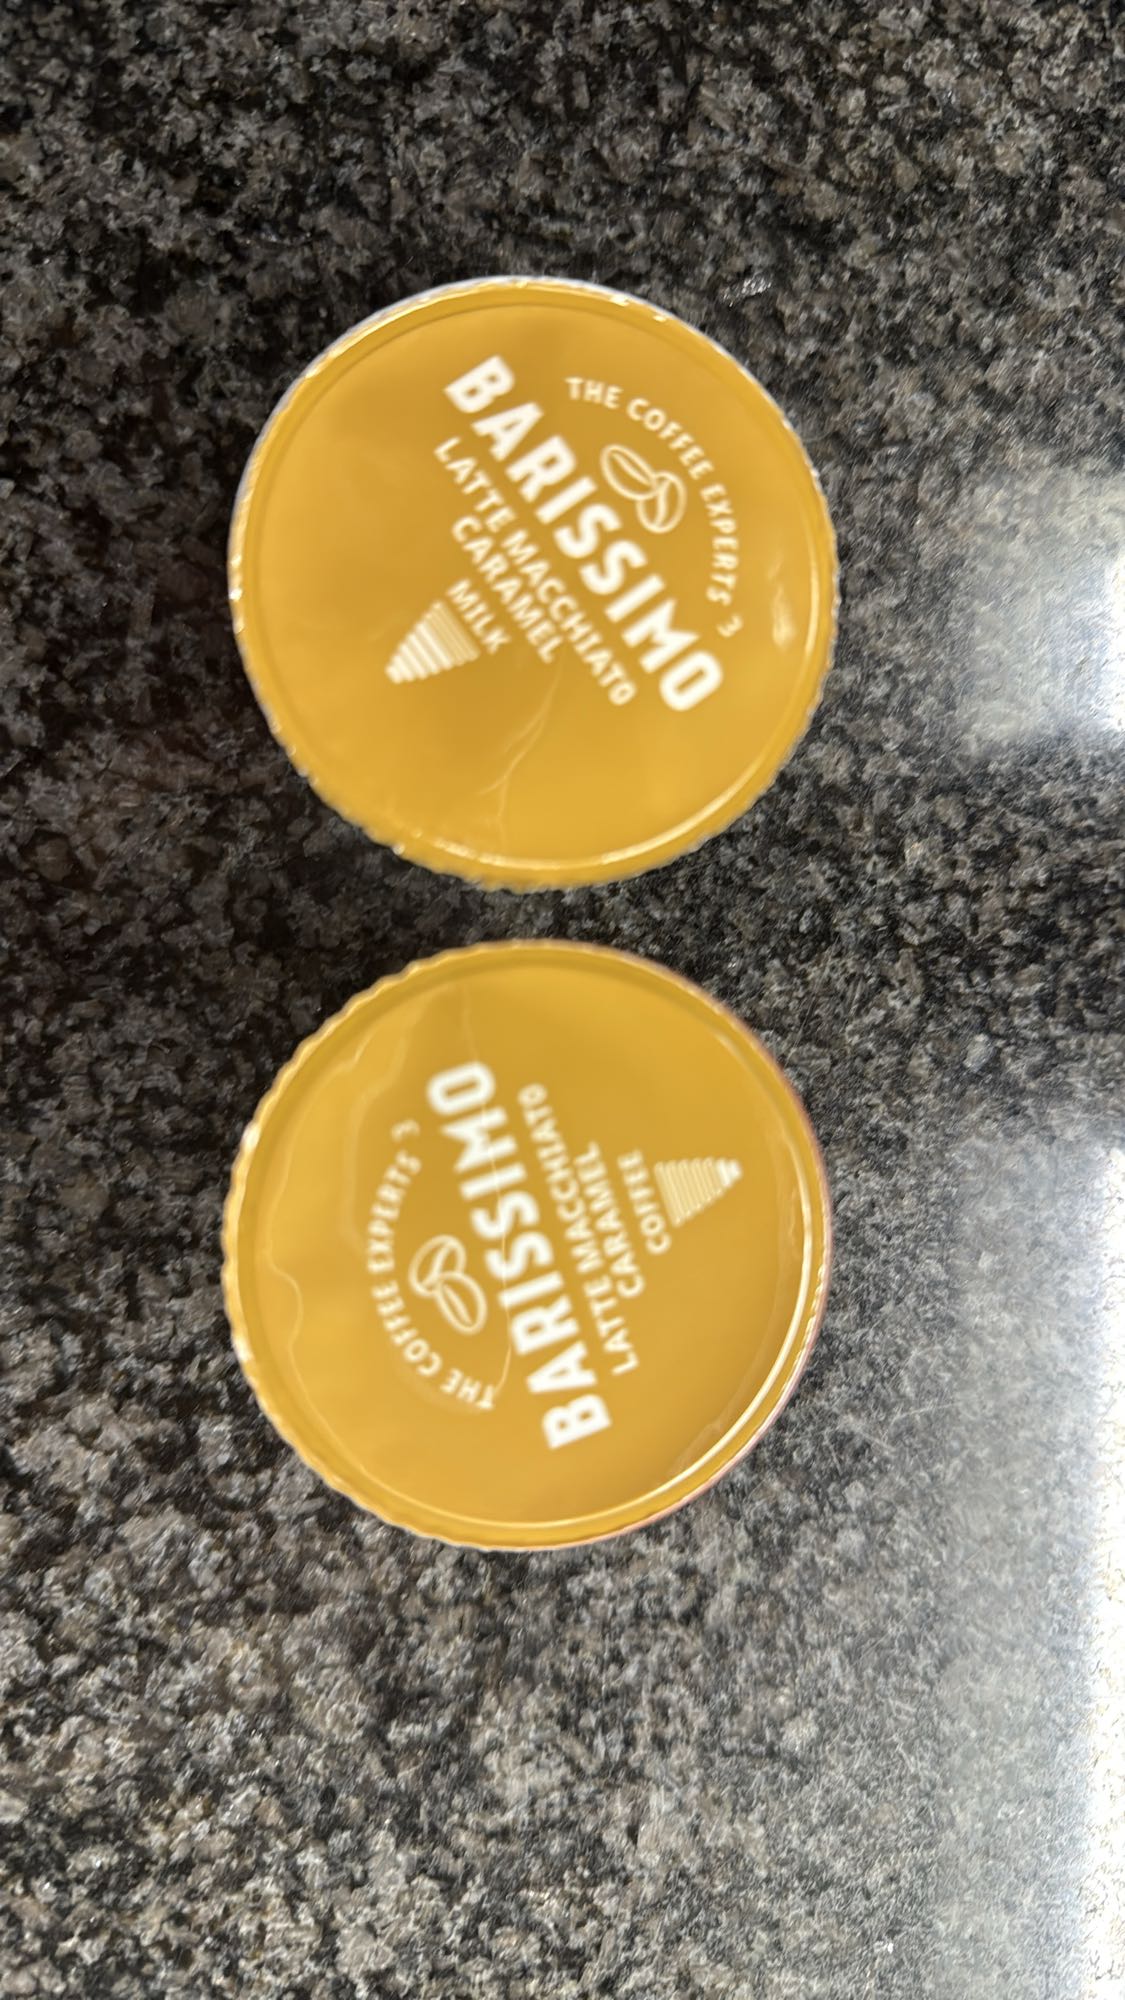 THE COFFEE EXPERTS
BARISSIMO
LATTE MACCHIATO
CARAMEL
MILK
THE COFFEE EXPERTS
BARISSIMO
LATTE MACCHIATO
CARAMEL
COFFEE